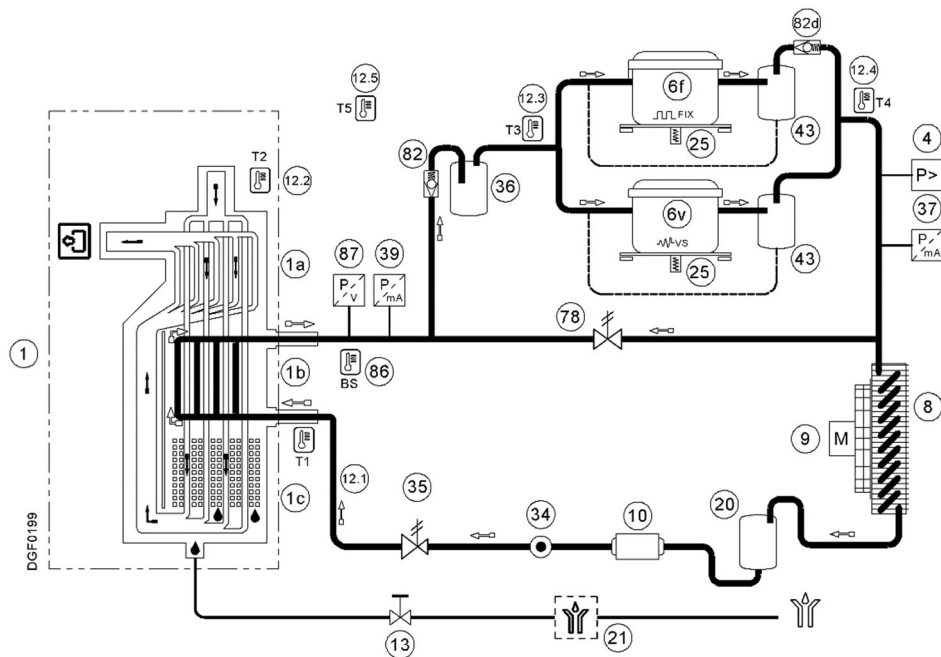 82d
12.5
T5
12.3
T3
6f
FIX
25
43
12.4
T4
4
P>
37
P
mA
82
36
6v
VS
25
43
T2
12.2
1a
87
P
V
39
P
mA
78
1
1b
BS
86
T1
1c
12.1
35
34
10
20
9
M
8
DGF0199
13
21